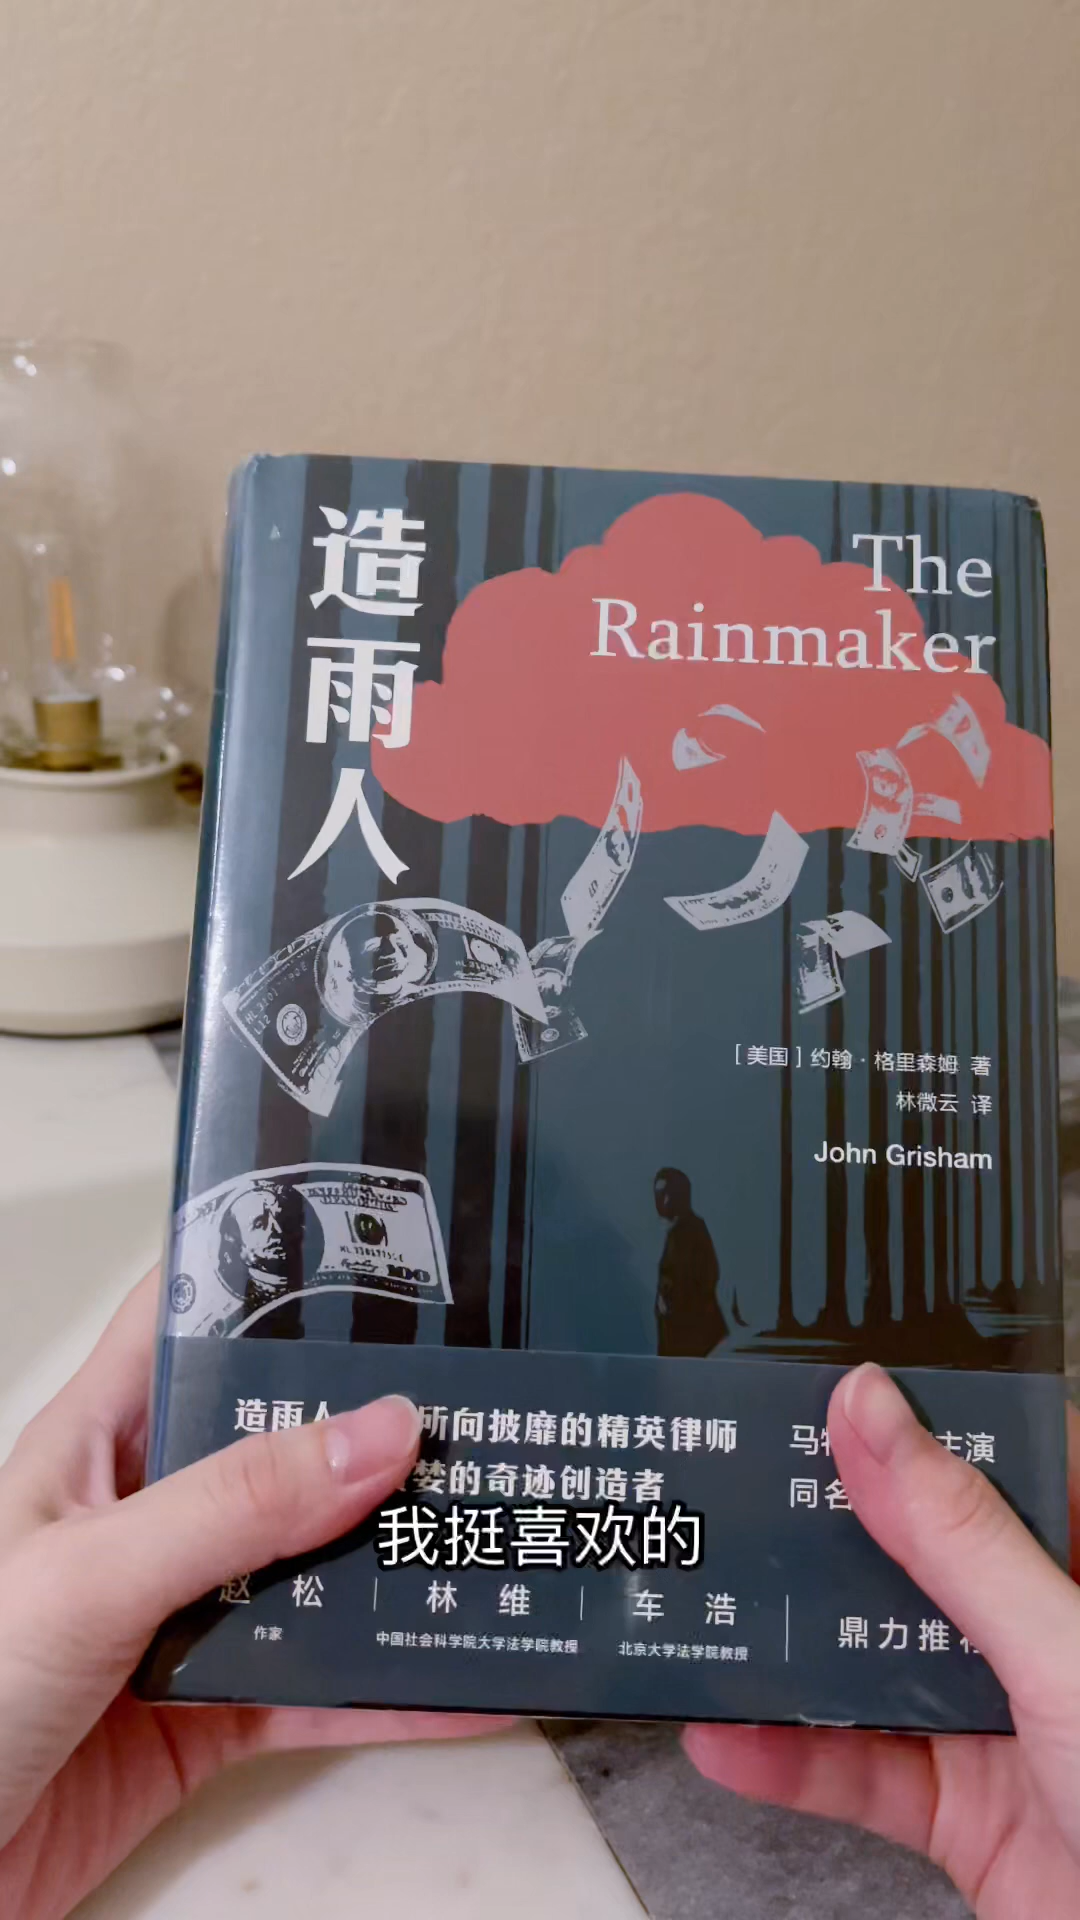 造雨人
The
Rainmaker
[美国]约翰·格里森姆 著
林微云 译
John Grisham
造雨人 所向披靡的精英律师
婪的奇迹创造者
马 主演
同名
我挺喜欢的
赵 松
作家
林 维
中国社会科学院大学法学院教授
车 浩
北京大学法学院教授
鼎力推
100